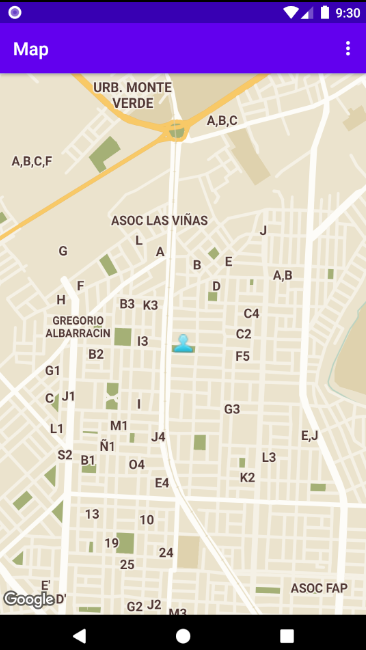 9:30
Map
URB. MONTE
VERDE
A,B,C
A,B,C,F
ASOC LAS VIÑAS
J
L
A
G
B
E
A,B
F
D
H
B3
K3
C4
GREGORIO
ALBARRACIN
C2
I3
B2
F5
G1
C
J1
I
G3
L1
M1
J4
E,J
Ñ1
S2
B1
O4
L3
K2
E4
13
10
19
24
25
E'
ASOC FAP
Google
D'
G2
J2
M3